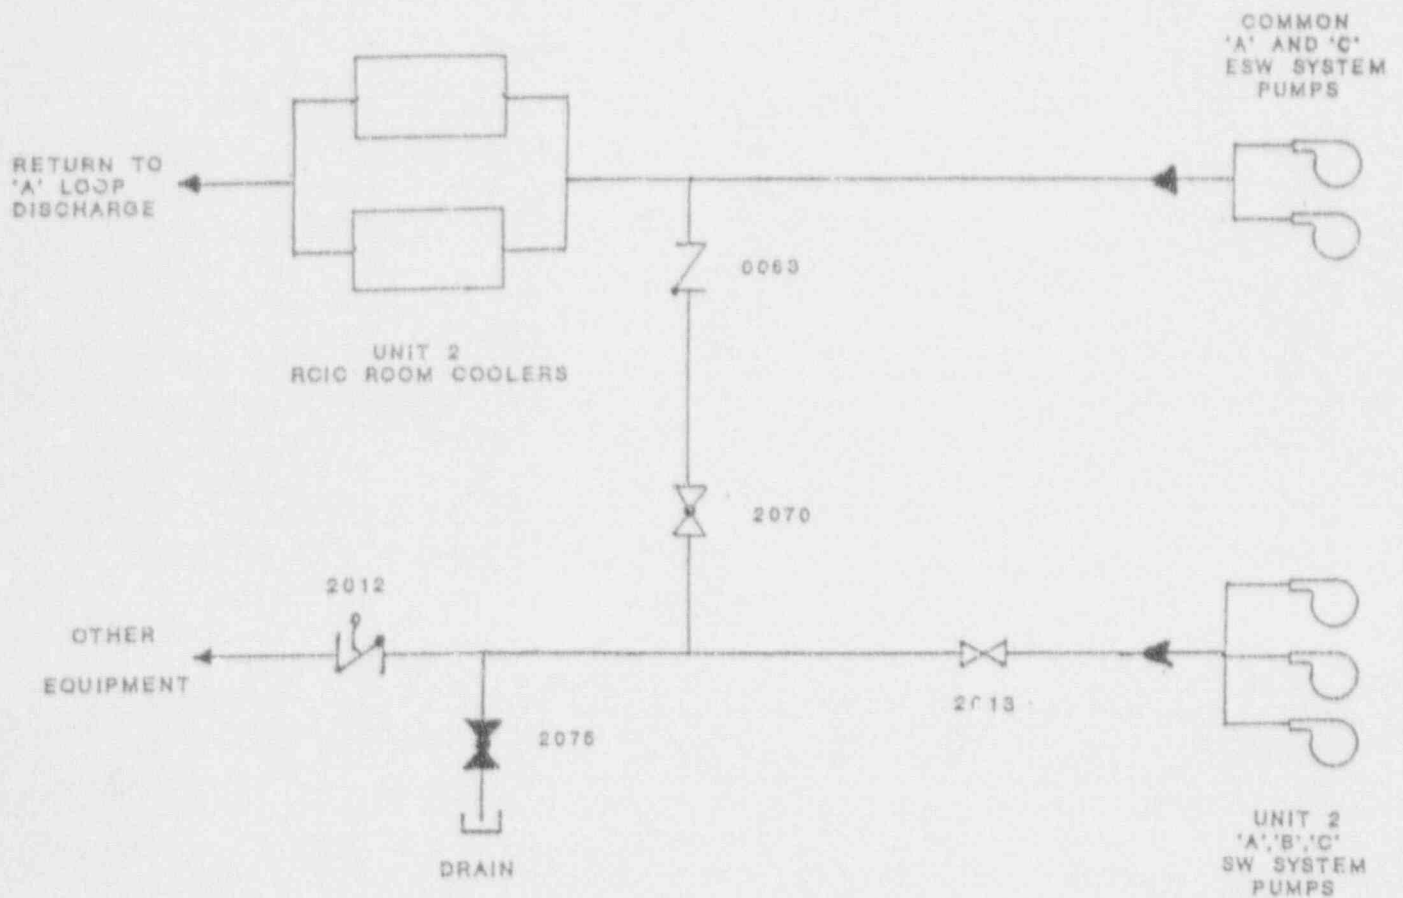 COMMON
'A' AND 'C'
ESW SYSTEM
PUMPS
RETURN TO
'A' LOOP
DISCHARGE
0063
UNIT 2
RCIC ROOM COOLERS
2070
2012
OTHER
EQUIPMENT
2075
DRAIN
UNIT 2
'A','B','C'
SW SYSTEM
PUMPS